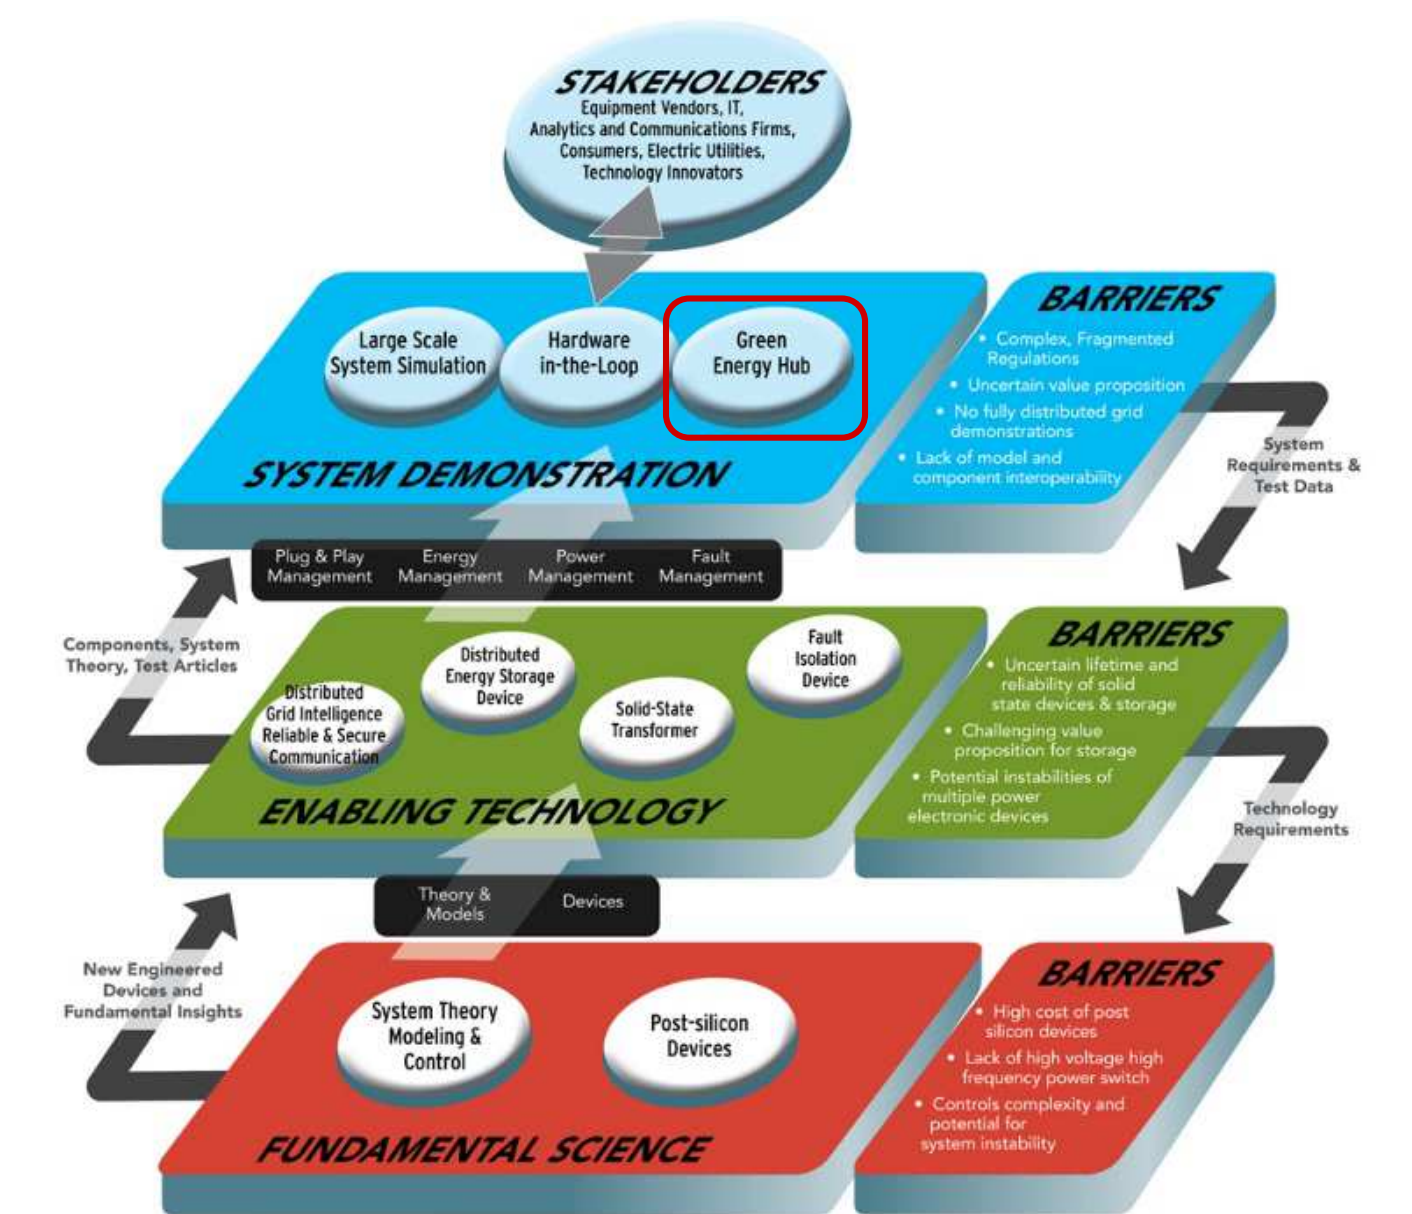 STAKEHOLDERS
Equipment Vendors, IT,
Analytics and Communications Firms,
Consumers, Electric Utilities,
Technology Innovators
Large Scale
System Simulation
Hardware
in-the-Loop
Green
Energy Hub
SYSTEM DEMONSTRATION
BARRIERS
• Complex, Fragmented
Regulations
• Uncertain value proposition
• No fully distributed grid
demonstrations
• Lack of model and
component interoperability
System
Requirements &
Test Data
Plug & Play
Management
Energy
Management
Power
Management
Fault
Management
Components, System
Theory, Test Articles
Distributed
Grid Intelligence
Reliable & Secure
Communication
Distributed
Energy Storage
Device
Solid-State
Transformer
Fault
Isolation
Device
ENABLING TECHNOLOGY
BARRIERS
• Uncertain lifetime and
reliability of solid
state devices & storage
• Challenging value
proposition for storage
• Potential instabilities of
multiple power
electronic devices
Technology
Requirements
Theory &
Models
Devices
New Engineered
Devices and
Fundamental Insights
System Theory
Modeling &
Control
Post-silicon
Devices
FUNDAMENTAL SCIENCE
BARRIERS
• High cost of post
silicon devices
• Lack of high voltage high
frequency power switch
• Controls complexity and
potential for
system instability